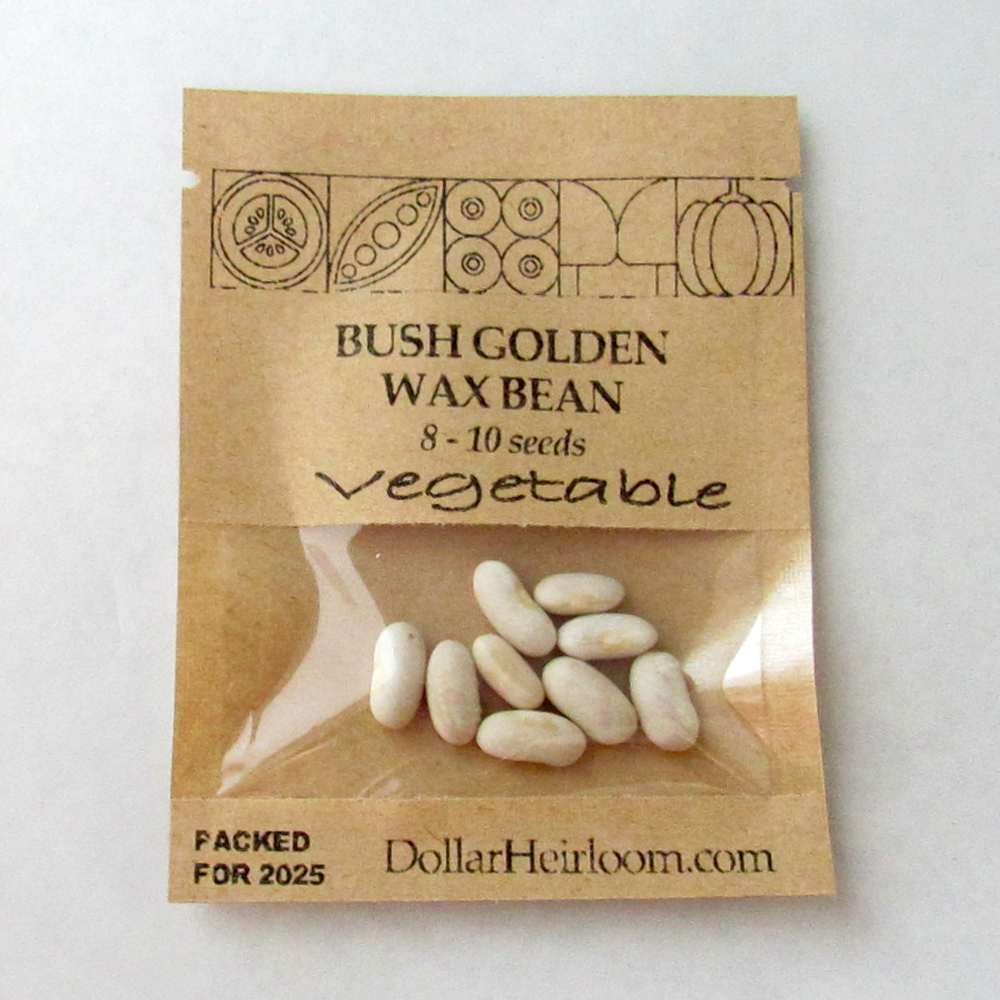 BUSH GOLDEN
WAX BEAN
8 - 10 seeds
vegetable
PACKED
FOR 2025
DollarHeirloom.com